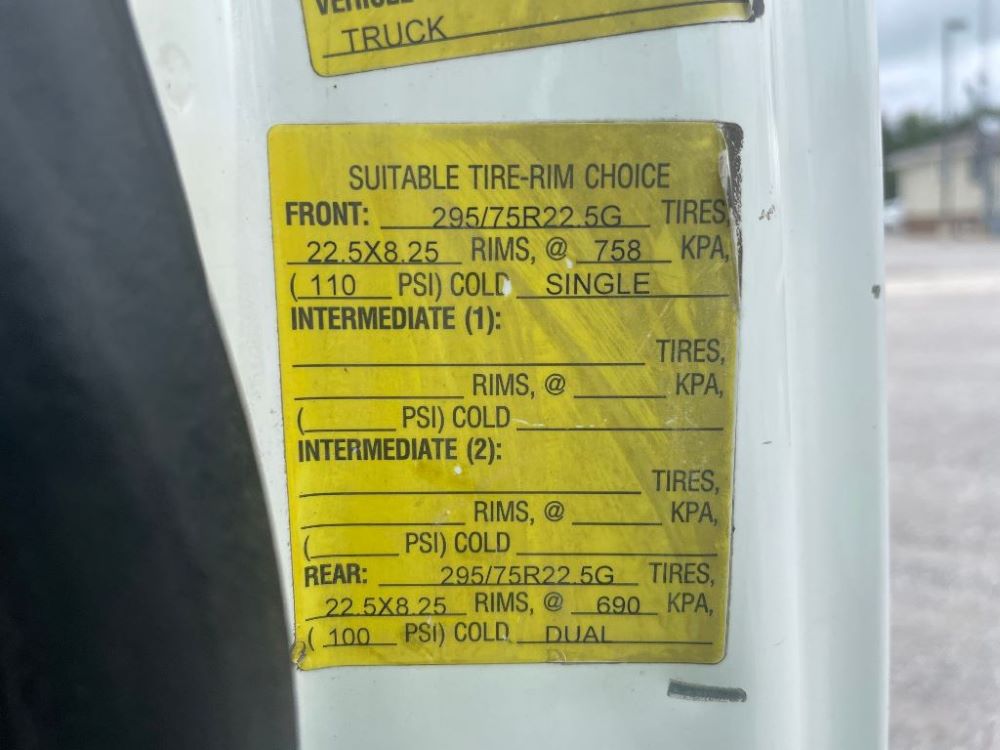 VEHICLE
TRUCK
SUITABLE TIRE-RIM CHOICE
FRONT: 295/75R22.5G TIRES,
22.5X8.25 RIMS, @ 758 KPA,
(110 PSI) COLD SINGLE
INTERMEDIATE (1):
TIRES,
RIMS, @ KPA,
( PSI) COLD
INTERMEDIATE (2):
TIRES,
RIMS, @ KPA,
( PSI) COLD
REAR: 295/75R22.5G TIRES,
22.5X8.25 RIMS, @ 690 KPA,
(100 PSI) COLD DUAL